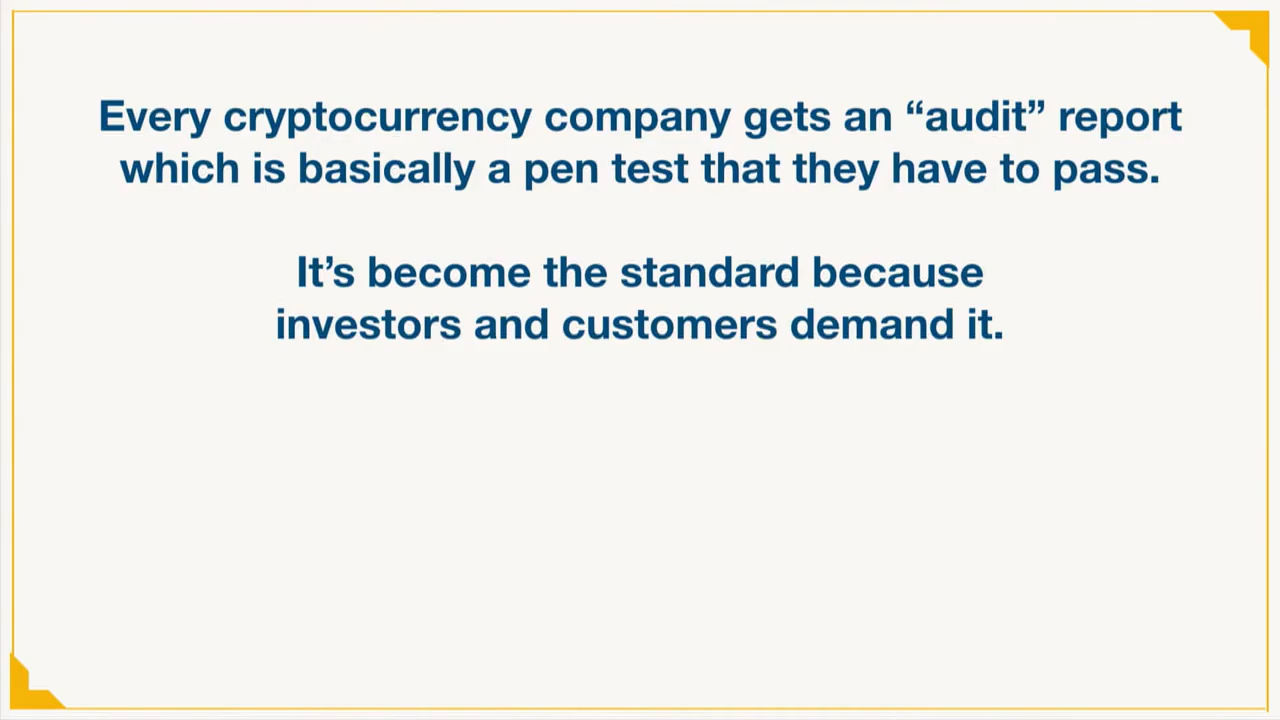 Every cryptocurrency company gets an “audit” report
which is basically a pen test that they have to pass.
It’s become the standard because
investors and customers demand it.